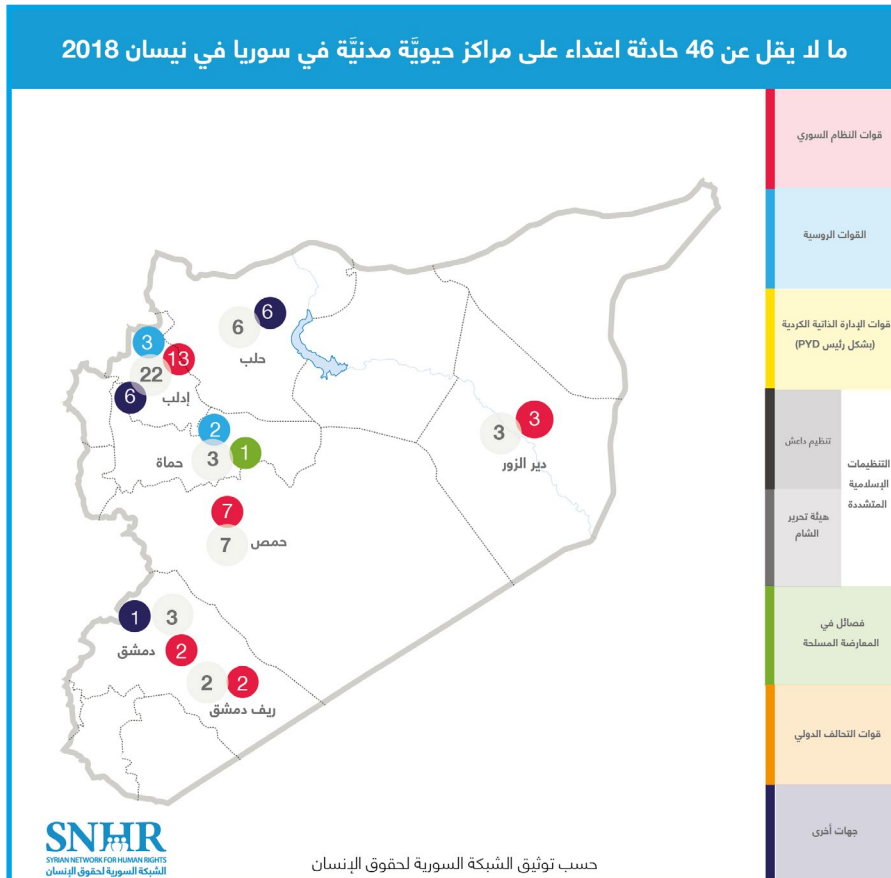 ما لا يقل عن 46 حادثة اعتداء على مراكز حيويَّة مدنيَّة في سوريا في نيسان 2018
قوات النظام السوري
القوات الروسية
قوات الإدارة الذاتية الكردية
(بشكل رئيس PYD)
التنظيمات
الإسلامية
المتشددة
تنظيم داعش
هيئة تحرير
الشام
فصائل في
المعارضة المسلحة
قوات التحالف الدولي
جهات أخرى
6
6
حلب
3
13
22
6
إدلب
2
1
3
حماة
3
3
دير الزور
7
7
حمص
1
3
2
دمشق
2
2
ريف دمشق
SNHR
SYRIAN NETWORK FOR HUMAN RIGHTS
الشبكة السورية لحقوق الإنسان
حسب توثيق الشبكة السورية لحقوق الإنسان